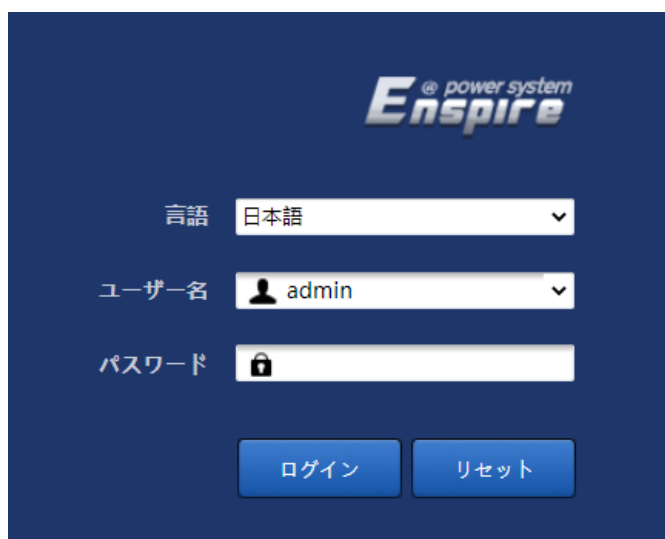 @ power system
Enspire
言語 日本語
ユーザー名 admin
パスワード
ログイン リセット